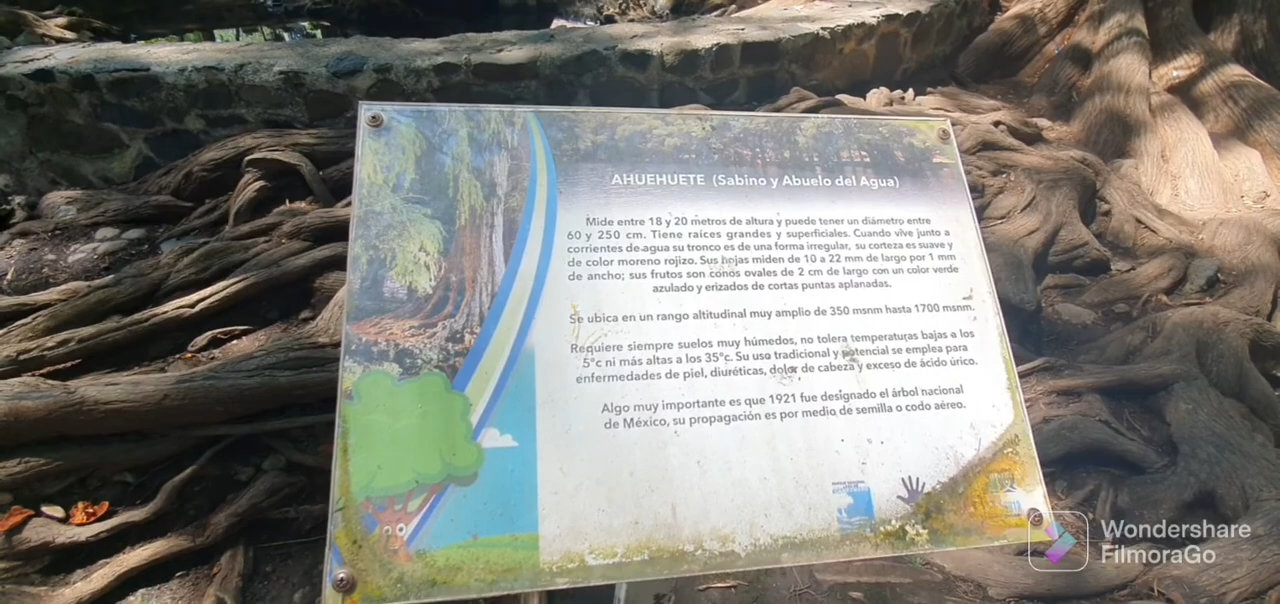 AHUEHUETE (Sabino y Abuelo del Agua)
Mide entre 18 y 20 metros de altura y puede tener un diámetro entre
60 y 250 cm. Tiene raíces grandes y superficiales. Cuando vive junto a
corrientes de agua su tronco es de una forma irregular, su corteza es suave y
de color moreno rojizo. Sus hojas miden de 10 a 22 mm de largo por 1 mm
de ancho; sus frutos son conos ovales de 2 cm de largo con un color verde
azulado y erizados de cortas puntas aplanadas.
Se ubica en un rango altitudinal muy amplio de 350 msnm hasta 1700 msnm.
Requiere siempre suelos muy húmedos, no tolera temperaturas bajas a los
5°c ni más altas a los 35°c. Su uso tradicional y potencial se emplea para
enfermedades de piel, diuréticas, dolor de cabeza y exceso de ácido úrico.
Algo muy importante es que 1921 fue designado el árbol nacional
de México, su propagación es por medio de semilla o codo aéreo.
Wondershare
FilmoraGo